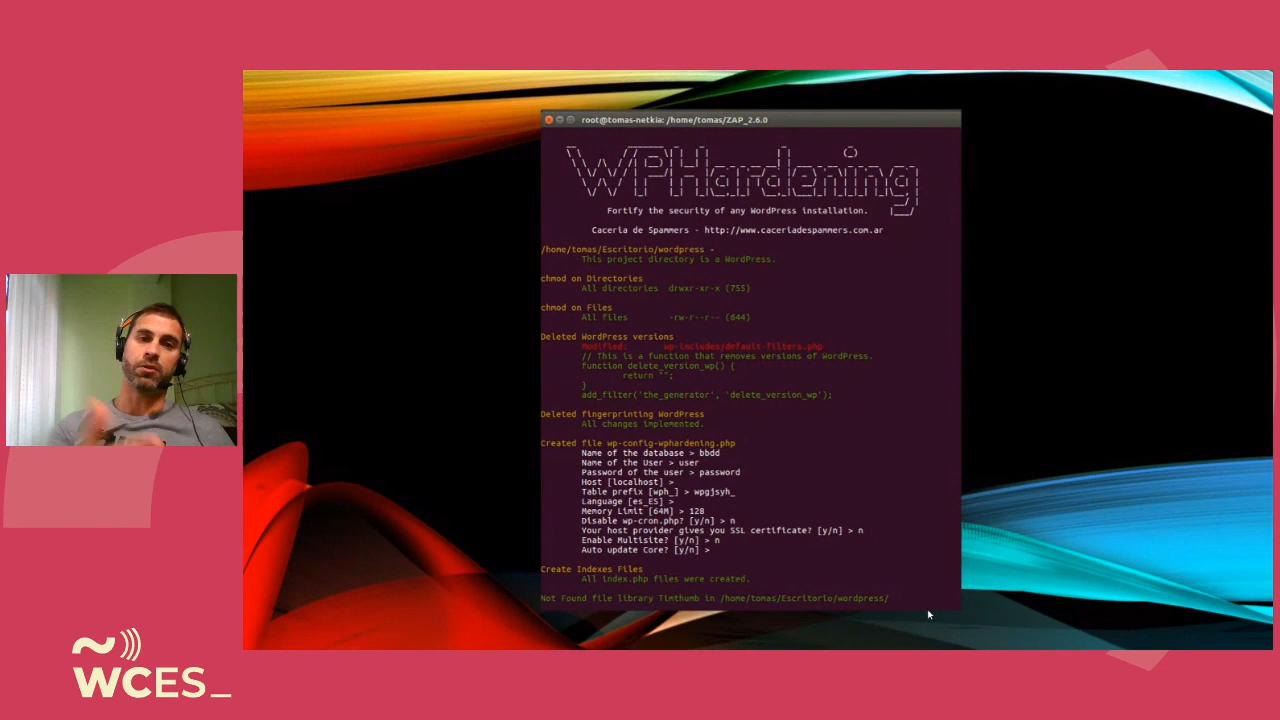 root@tomas-netkia: /home/tomas/ZAP_2.6.0
WPHardening
Fortify the security of any WordPress installation.
Caceria de Spammers - http://www.caceriadespammers.com.ar
/home/tomas/Escritorio/wordpress -
This project directory is a WordPress.
chmod on Directories
All directories drwxr-xr-x (755)
chmod on Files
All files -rw-r--r-- (644)
Deleted WordPress versions
Modified: wp-includes/default-filters.php
// This is a function that removes versions of WordPress.
function delete_version_wp() {
return "";
}
add_filter('the_generator', 'delete_version_wp');
Deleted fingerprinting WordPress
All changes implemented.
Created file wp-config-wphardening.php
Name of the database > bbdd
Name of the User > user
Password of the user > password
Host [localhost] >
Table prefix [wph_] > wpgjsyh_
Language [es_ES] >
Memory Limit [64M] > 128
Disable wp-cron.php? [y/n] > n
Your host provider gives you SSL certificate? [y/n] > n
Enable Multisite? [y/n] > n
Auto update Core? [y/n] >
Create Indexes Files
All index.php files were created.
Not Found file library Timthumb in /home/tomas/Escritorio/wordpress/
WCES_